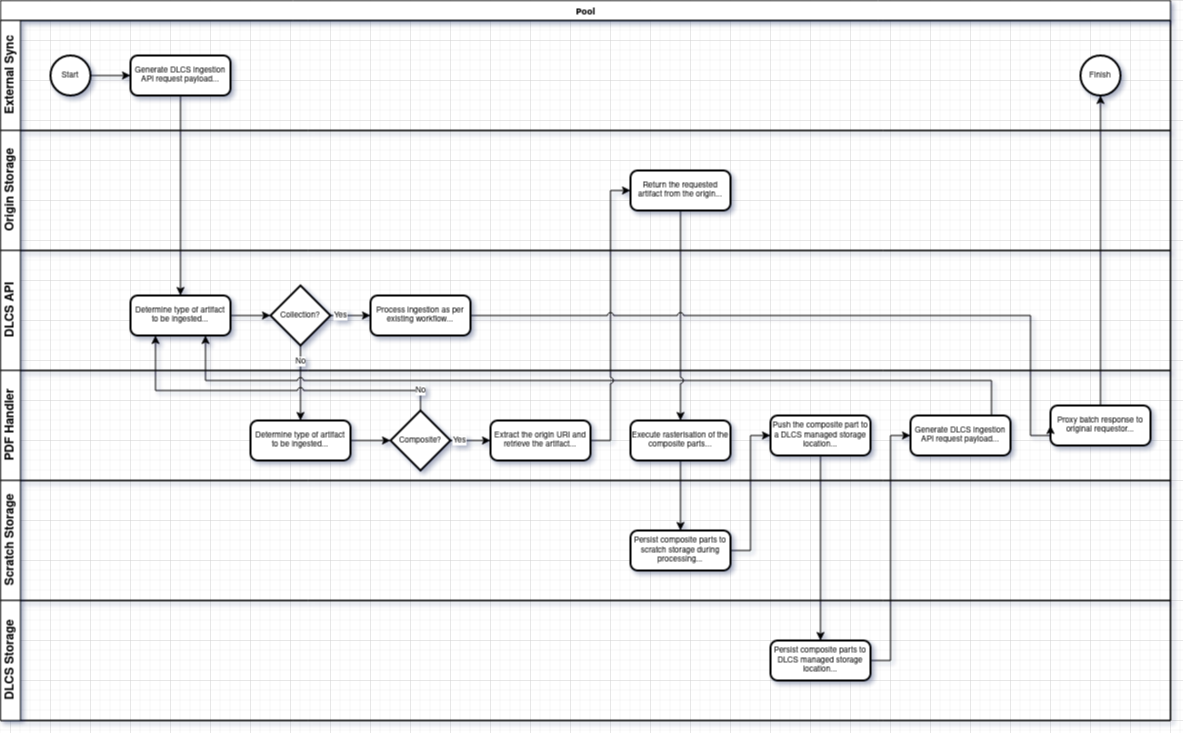 Pool
External Sync
Start
Generate DLCS ingestion
API request payload...
Finish
Origin Storage
Return the requested
artifact from the origin...
DLCS API
Determine type of artifact
to be ingested...
Collection?
Yes
Process ingestion as per
existing workflow...
No
PDF Handler
No
Determine type of artifact
to be ingested...
Composite?
Yes
Extract the origin URI and
retrieve the artifact...
Execute rasterisation of the
composite parts...
Push the composite part to
a DLCS managed storage
location...
Generate DLCS ingestion
API request payload...
Proxy batch response to
original requestor...
Scratch Storage
Persist composite parts to
scratch storage during
processing...
DLCS Storage
Persist composite parts to
DLCS managed storage
location...